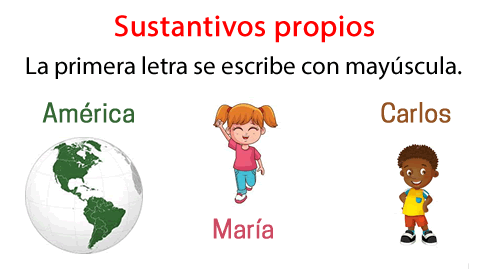 Sustantivos propios
La primera letra se escribe con mayúscula.
América
Carlos
María